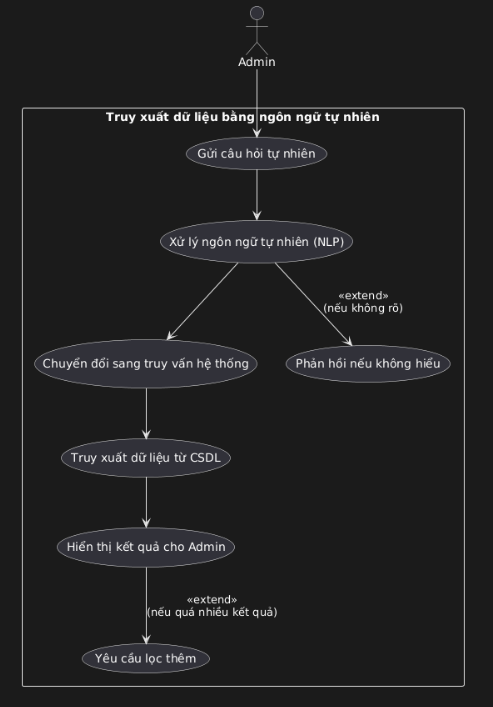 Admin
Truy xuất dữ liệu bằng ngôn ngữ tự nhiên
Gửi câu hỏi tự nhiên
Xử lý ngôn ngữ tự nhiên (NLP)
«extend»
(nếu không rõ)
Chuyển đổi sang truy vấn hệ thống
Phản hồi nếu không hiểu
Truy xuất dữ liệu từ CSDL
Hiển thị kết quả cho Admin
«extend»
(nếu quá nhiều kết quả)
Yêu cầu lọc thêm